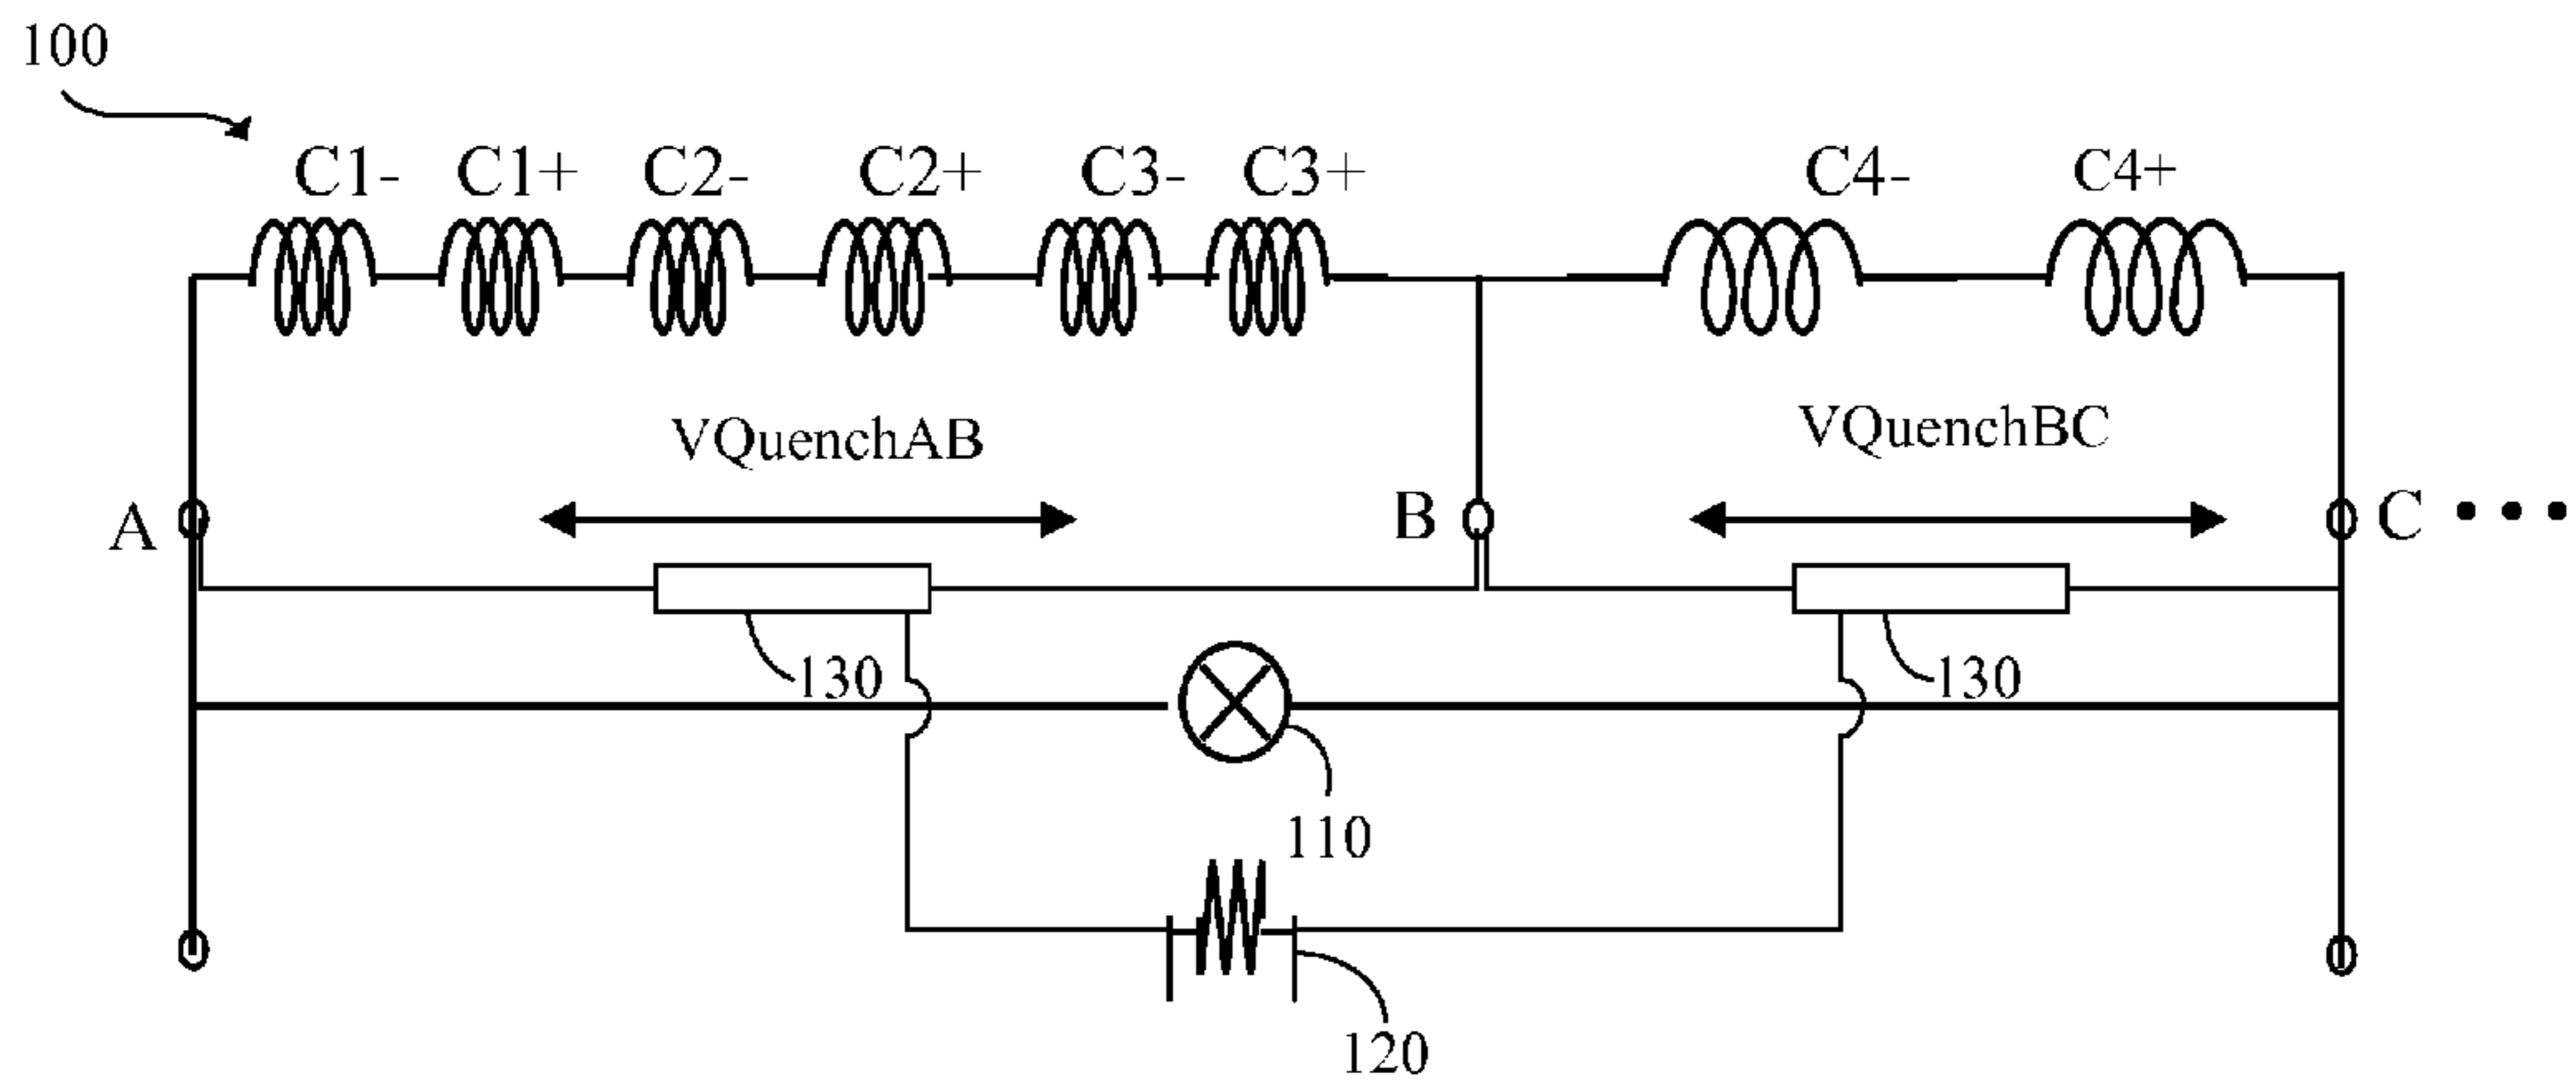 100
C1- C1+ C2- C2+ C3- C3+ C4- C4+
VQuenchAB VQuenchBC
A B C • • •
130 130
110
120